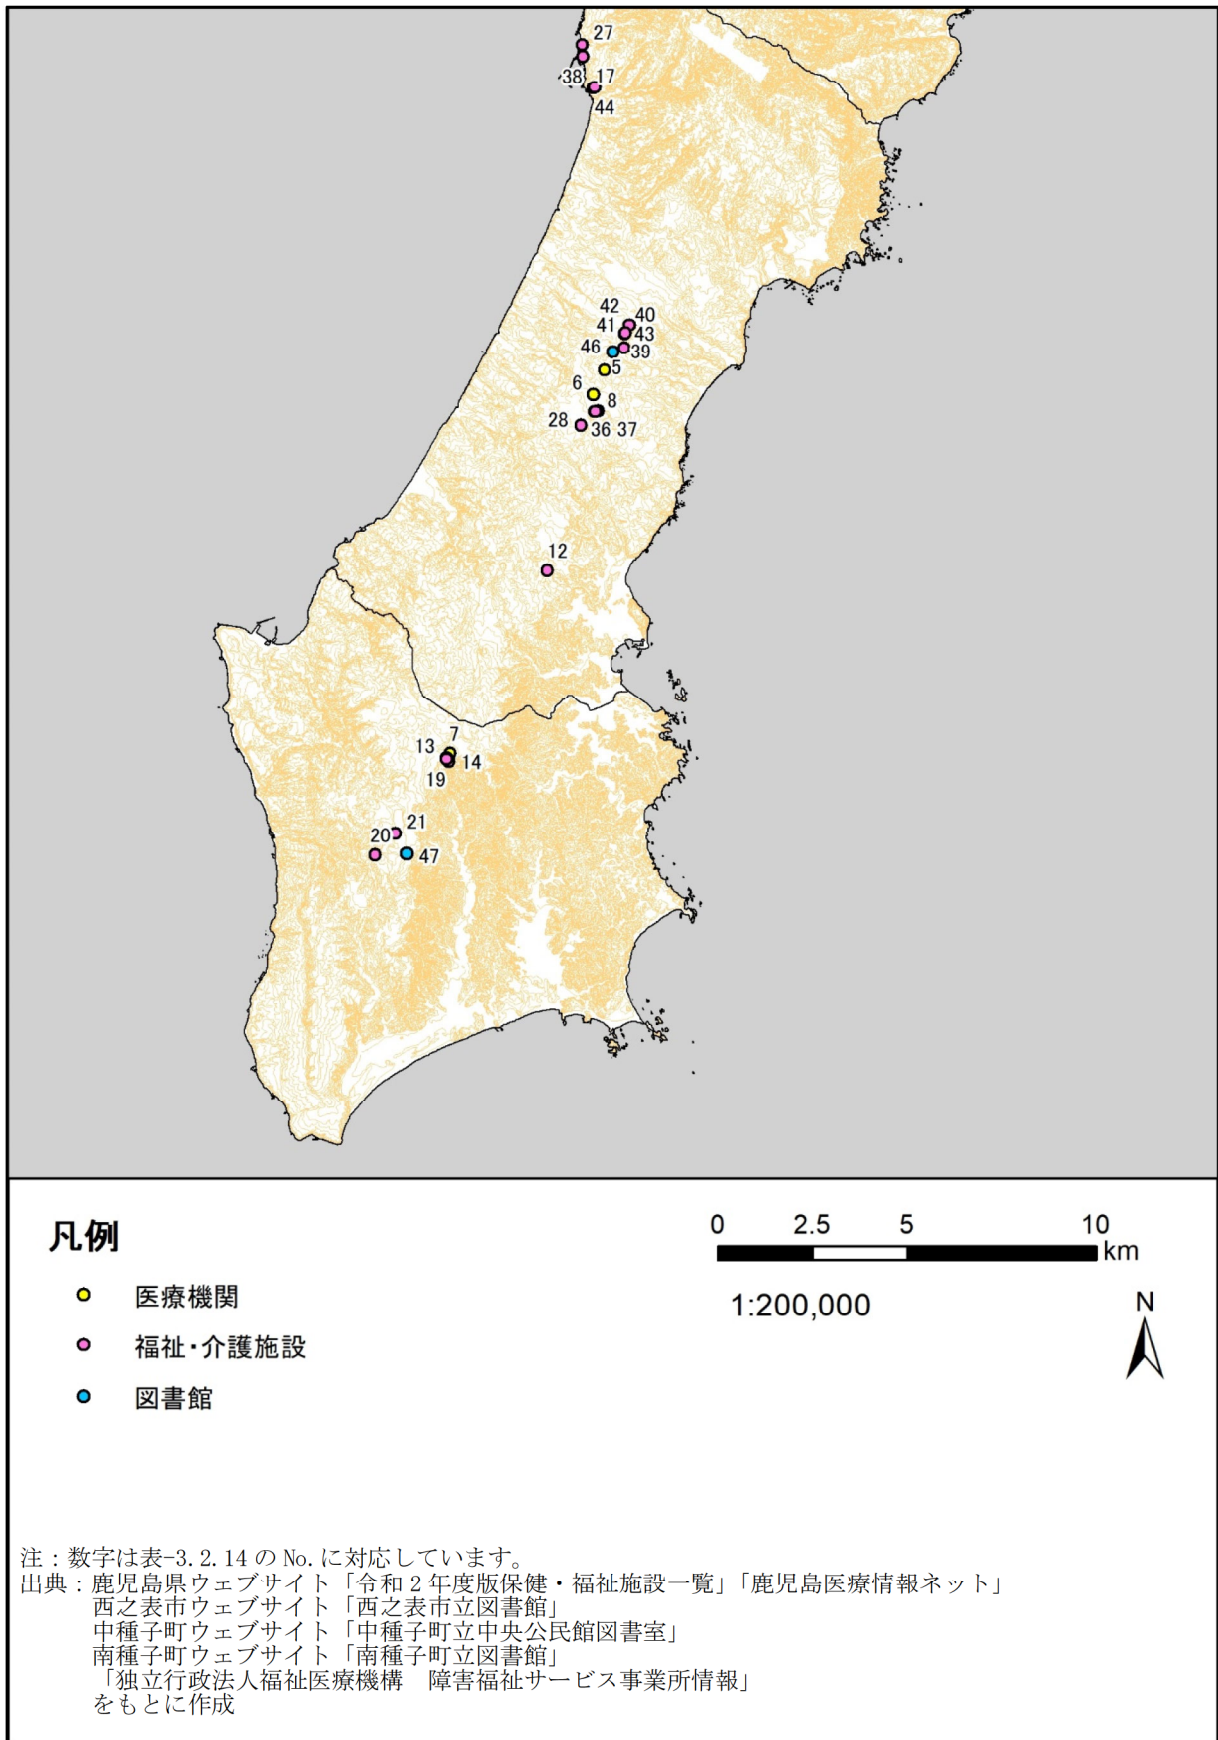 27
38 17
44
42 40
41 43
46 39
5
6
8
28 36 37
12
7
13 14
19
21
20
47
凡例
医療機関
福祉・介護施設
図書館
0 2.5 5 10
km
1:200,000
N
注：数字は表-3.2.14 の No.に対応しています。
出典：鹿児島県ウェブサイト「令和２年度版保健・福祉施設一覧」「鹿児島医療情報ネット」
西之表市ウェブサイト「西之表市立図書館」
中種子町ウェブサイト「中種子町立中央公民館図書室」
南種子町ウェブサイト「南種子町立図書館」
「独立行政法人福祉医療機構　障害福祉サービス事業所情報」
をもとに作成